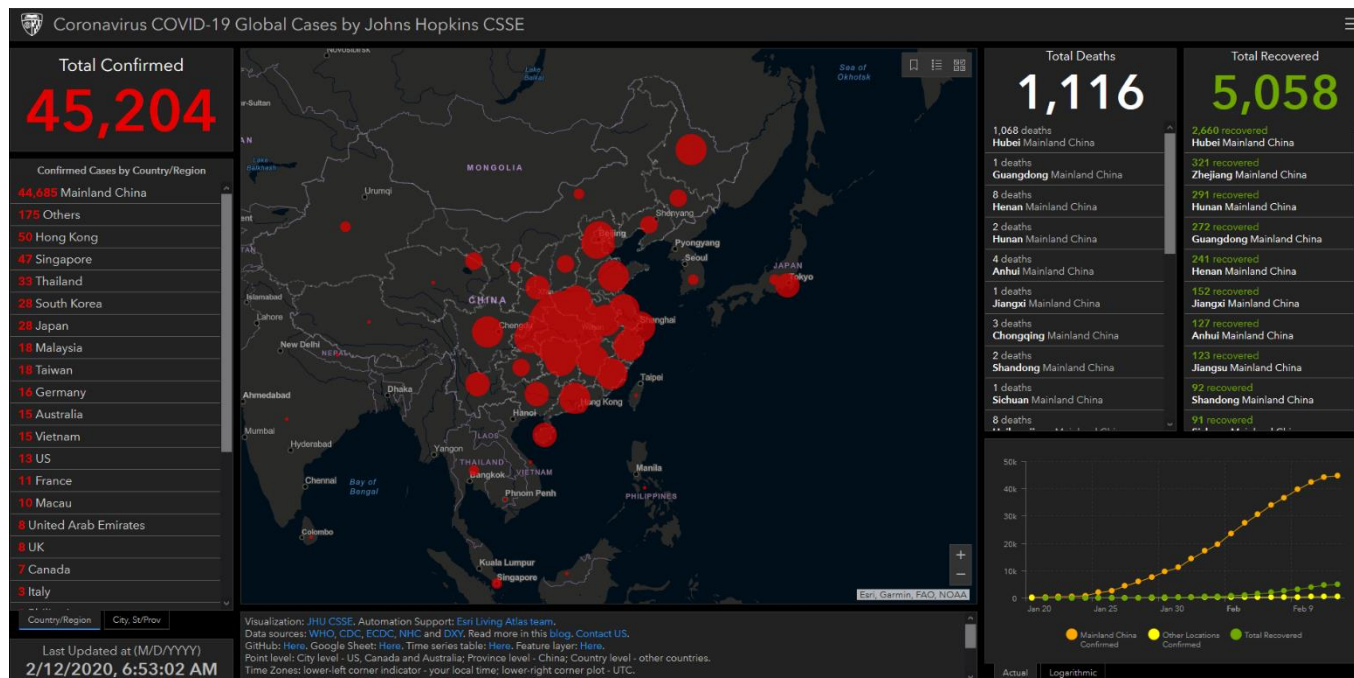 Coronavirus COVID-19 Global Cases by Johns Hopkins CSSE
Total Confirmed
45,204
Confirmed Cases by Country/Region
44,685 Mainland China
175 Others
50 Hong Kong
47 Singapore
33 Thailand
28 South Korea
28 Japan
18 Malaysia
18 Taiwan
16 Germany
15 Australia
15 Vietnam
13 US
11 France
10 Macau
8 United Arab Emirates
8 UK
7 Canada
3 Italy
Country/Region
City, St/Prov
Last Updated at (M/D/YYYY)
2/12/2020, 6:53:02 AM
Lake
Baikal
Sea of
Okhotsk
MONGOLIA
Urumqi
Shenyang
Beijing
Pyongyang
Seoul
JAPAN
Tokyo
Islamabad
CHINA
Lahore
Shanghai
New Delhi
NEPAL
Taipei
Ahmedabad
Dhaka
Hong Kong
Hanoi
Mumbai
LAOS
Hyderabad
Yangon
THAILAND
Manila
Bangkok
VIETNAM
Chennai
Bay of
Bengal
Phnom Penh
PHILIPPINES
Colombo
Kuala Lumpur
Singapore
+
−
Esri, Garmin, FAO, NOAA
Visualization: JHU CSSE. Automation Support: Esri Living Atlas team.
Data sources: WHO, CDC, ECDC, NHC and DXY. Read more in this blog. Contact US.
GitHub: Here. Google Sheet: Here. Time series table: Here. Feature layer: Here.
Point level: City level - US, Canada and Australia; Province level - China; Country level - other countries.
Time Zones: lower-left corner indicator - your local time; lower-right corner plot - UTC.
Total Deaths
1,116
1,068 deaths
Hubei Mainland China
1 deaths
Guangdong Mainland China
8 deaths
Henan Mainland China
2 deaths
Hunan Mainland China
4 deaths
Anhui Mainland China
1 deaths
Jiangxi Mainland China
3 deaths
Chongqing Mainland China
2 deaths
Shandong Mainland China
1 deaths
Sichuan Mainland China
8 deaths
Total Recovered
5,058
2,660 recovered
Hubei Mainland China
321 recovered
Zhejiang Mainland China
291 recovered
Hunan Mainland China
272 recovered
Guangdong Mainland China
241 recovered
Henan Mainland China
152 recovered
Jiangxi Mainland China
127 recovered
Anhui Mainland China
123 recovered
Jiangsu Mainland China
92 recovered
Shandong Mainland China
91 recovered
50k
40k
30k
20k
10k
0
Jan 20
Jan 25
Jan 30
Feb
Feb 9
Mainland China
Confirmed
Other Locations
Confirmed
Total Recovered
Actual
Logarithmic